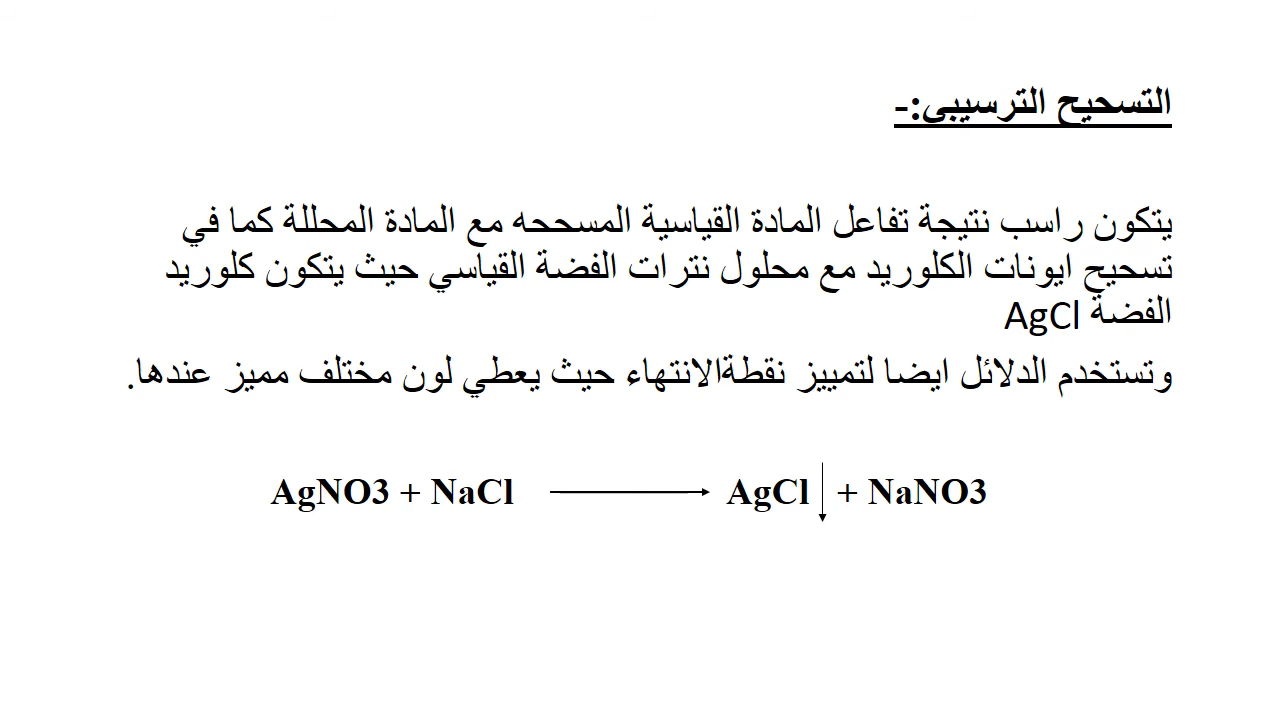 التسحيح الترسيبي:-
يتكون راسب نتيجة تفاعل المادة القياسية المسححه مع المادة المحللة كما في
تسحيح ايونات الكلوريد مع محلول نترات الفضة القياسي حيث يتكون كلوريد
الفضة AgCl
وتستخدم الدلائل ايضا لتمييز نقطةالانتهاء حيث يعطي لون مختلف مميز عندها.
AgNO3 + NaCl ⟶ AgCl↓ + NaNO3